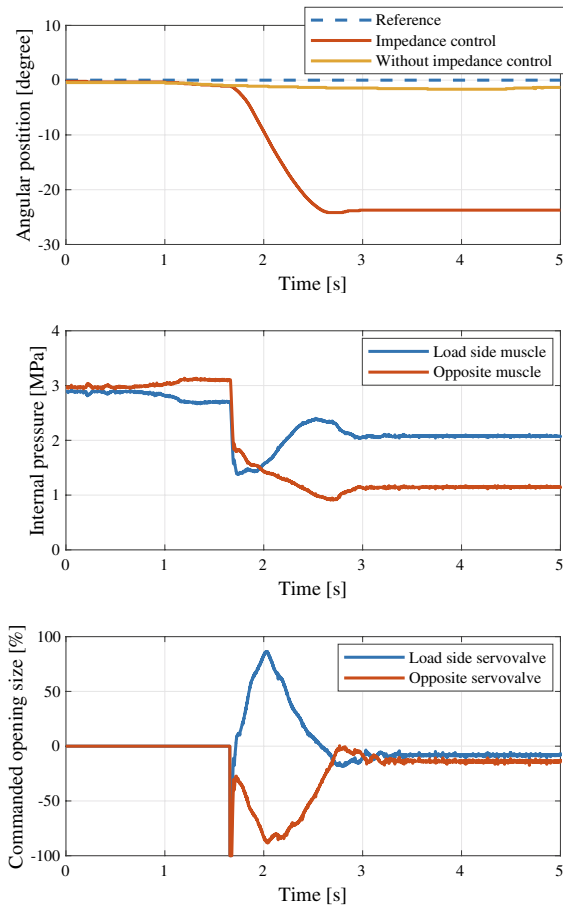 Reference
Impedance control
Without impedance control
Angular postition [degree]
10
0
-10
-20
-30
0 1 2 3 4 5
Time [s]
Load side muscle
Opposite muscle
Internal pressure [MPa]
4
3
2
1
0
0 1 2 3 4 5
Time [s]
Load side servovalve
Opposite servovalve
Commanded opening size [%]
100
50
0
-50
-100
0 1 2 3 4 5
Time [s]